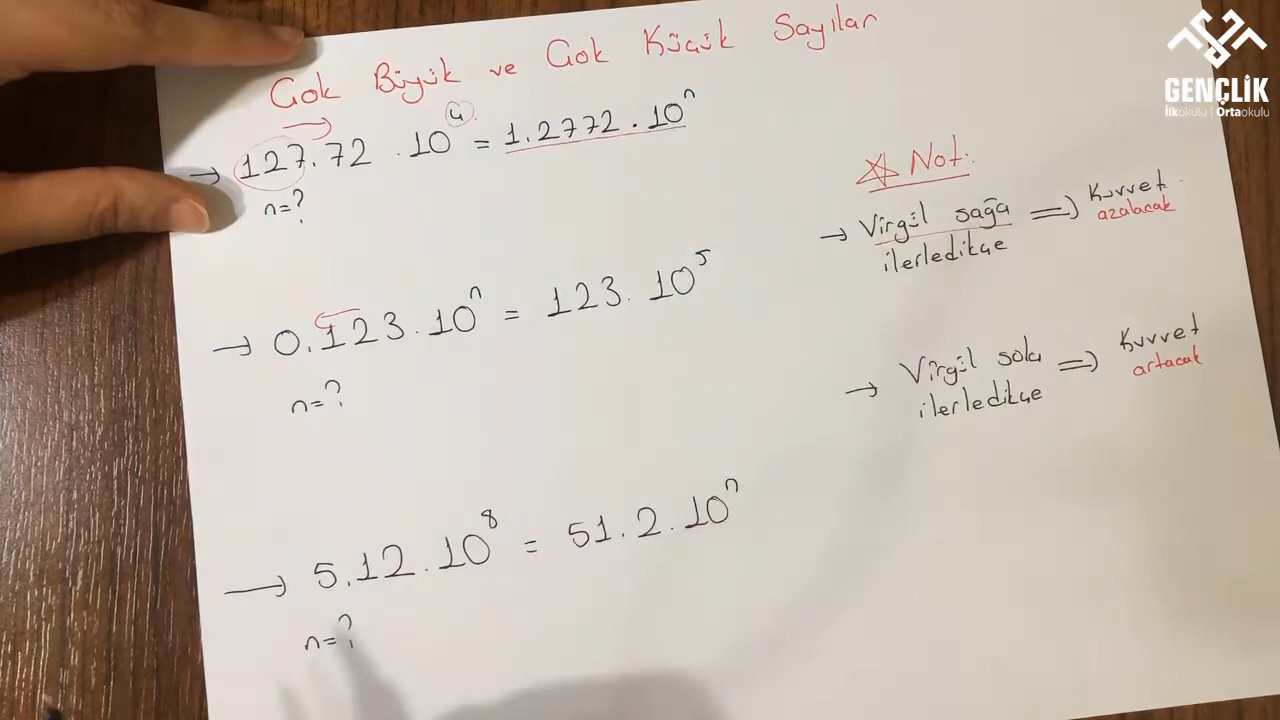 Çok Büyük ve Çok Küçük Sayılar
→ 127.72 . 10⁴ = 1.2772 . 10ⁿ
n=?
→ 0.123 . 10ⁿ = 123 . 10⁵
n=?
→ 5.12 . 10⁸ = 51.2 . 10ⁿ
n=?
☆ Not:
→ Virgül sağa ⇒ Kuvvet
ilerledikçe azalacak
→ Virgül sola ⇒ Kuvvet
ilerledikçe artacak
GENÇLİK
İlkokulu | Ortaokulu